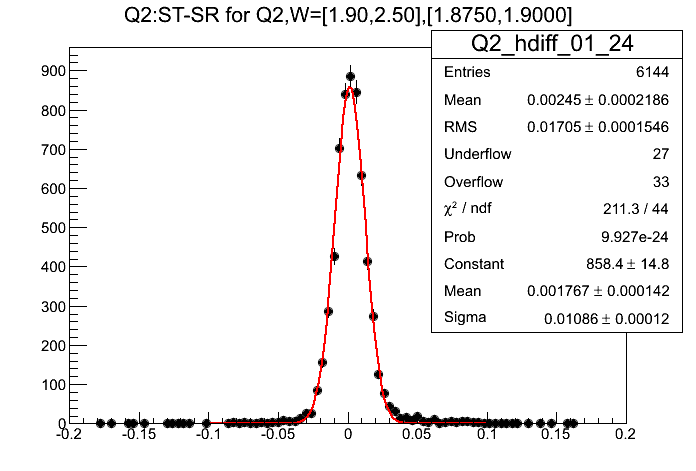 Q2:ST-SR for Q2,W=[1.90,2.50],[1.8750,1.9000]
Q2_hdiff_01_24
Entries 6144
Mean 0.00245 ± 0.0002186
RMS 0.01705 ± 0.0001546
Underflow 27
Overflow 33
χ² / ndf 211.3 / 44
Prob 9.927e-24
Constant 858.4 ± 14.8
Mean 0.001767 ± 0.000142
Sigma 0.01086 ± 0.00012
900
800
700
600
500
400
300
200
100
0
-0.2 -0.15 -0.1 -0.05 0 0.05 0.1 0.15 0.2